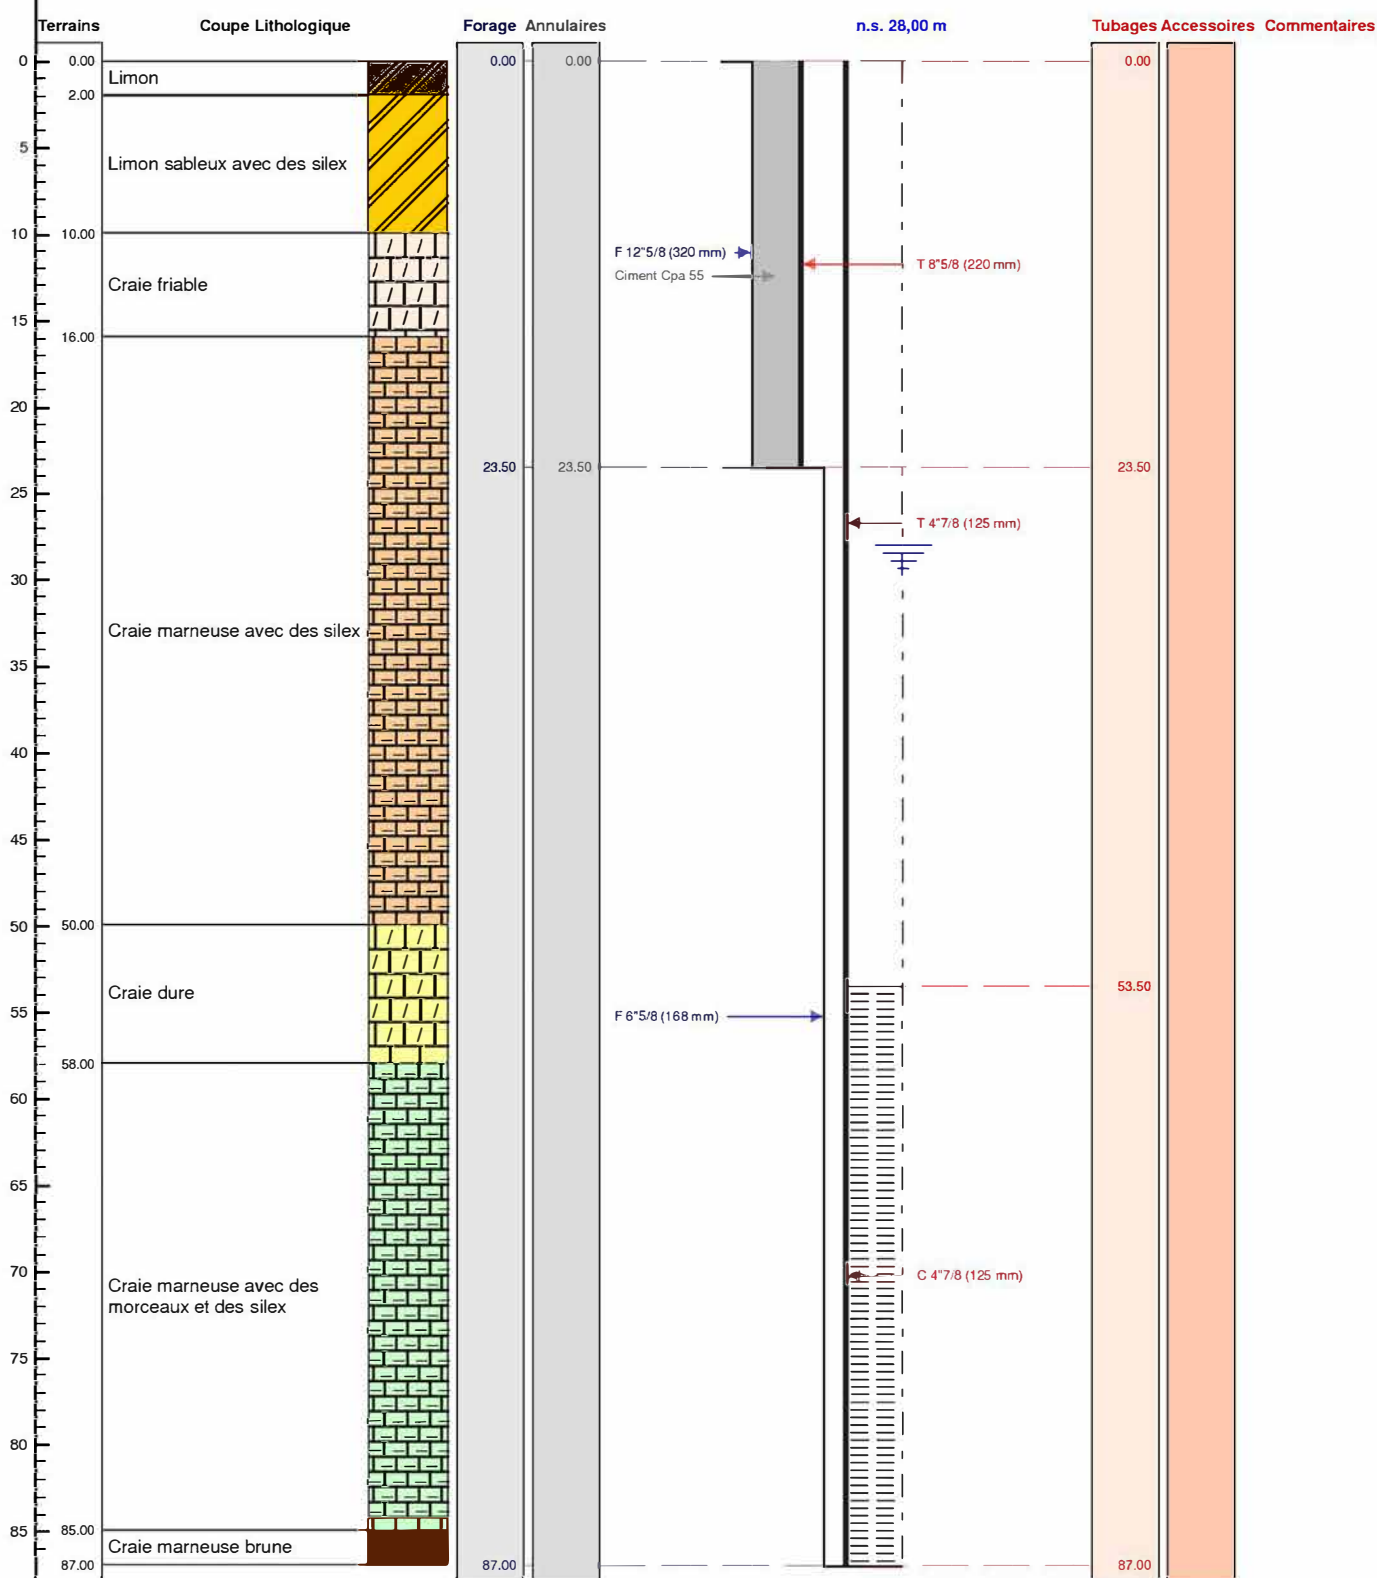 Terrains Coupe Lithologique Forage Annulaires n.s. 28,00 m Tubages Accessoires Commentaires
0 0.00 0.00 0.00 0.00
Limon
2.00
5
Limon sableux avec des silex
10 10.00
F 12"5/8 (320 mm) T 8"5/8 (220 mm)
Ciment Cpa 55
Craie friable
15
16.00
20
23.50 23.50 23.50
25
T 4"7/8 (125 mm)
30
Craie marneuse avec des silex
35
40
45
50 50.00
53.50
Craie dure
55
F 6"5/8 (168 mm)
58.00
60
65
70
C 4"7/8 (125 mm)
Craie marneuse avec des
morceaux et des silex
75
80
85 85.00
Craie marneuse brune
87.00 87.00 87.00